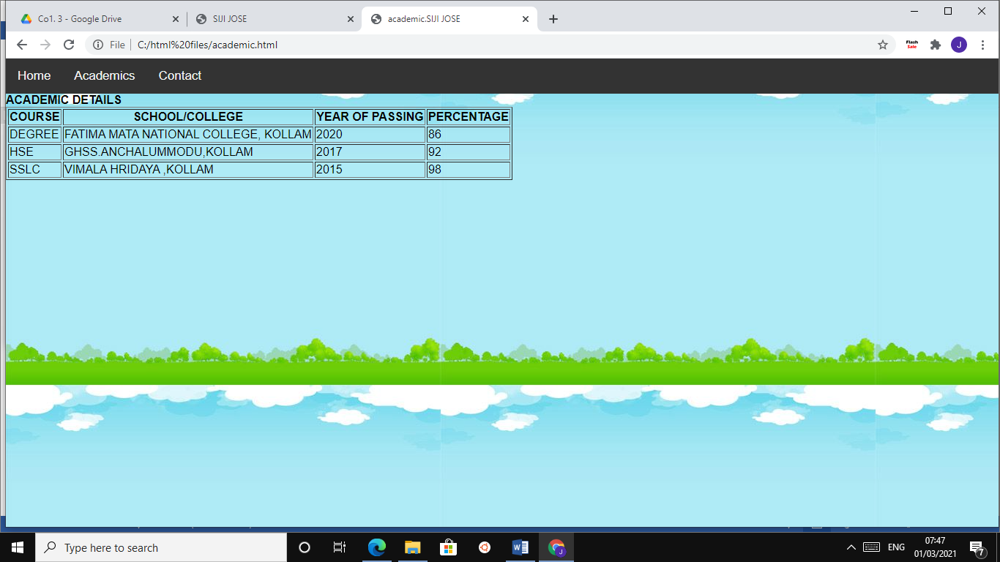 Co1. 3 - Google Drive
SIJI JOSE
academic.SIJI JOSE
File
C:/html%20files/academic.html
Flash
Sale
J
Home Academics Contact
ACADEMIC DETAILS
COURSE SCHOOL/COLLEGE YEAR OF PASSING PERCENTAGE
DEGREE FATIMA MATA NATIONAL COLLEGE, KOLLAM 2020 86
HSE GHSS.ANCHALUMMODU,KOLLAM 2017 92
SSLC VIMALA HRIDAYA ,KOLLAM 2015 98
Type here to search
W
J
ENG
07:47
01/03/2021
7